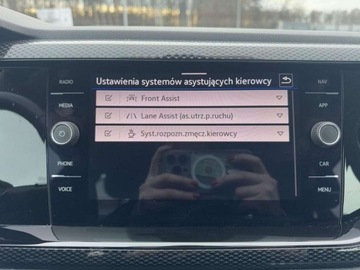 Ustawienia systemów asystujących kierowcy
RADIO
MEDIA
PHONE
VOICE
Front Assist
Lane Assist (as.utrz.p.ruchu)
Syst.rozpozn.zmęcz.kierowcy
NAV
APP
CAR
MENU